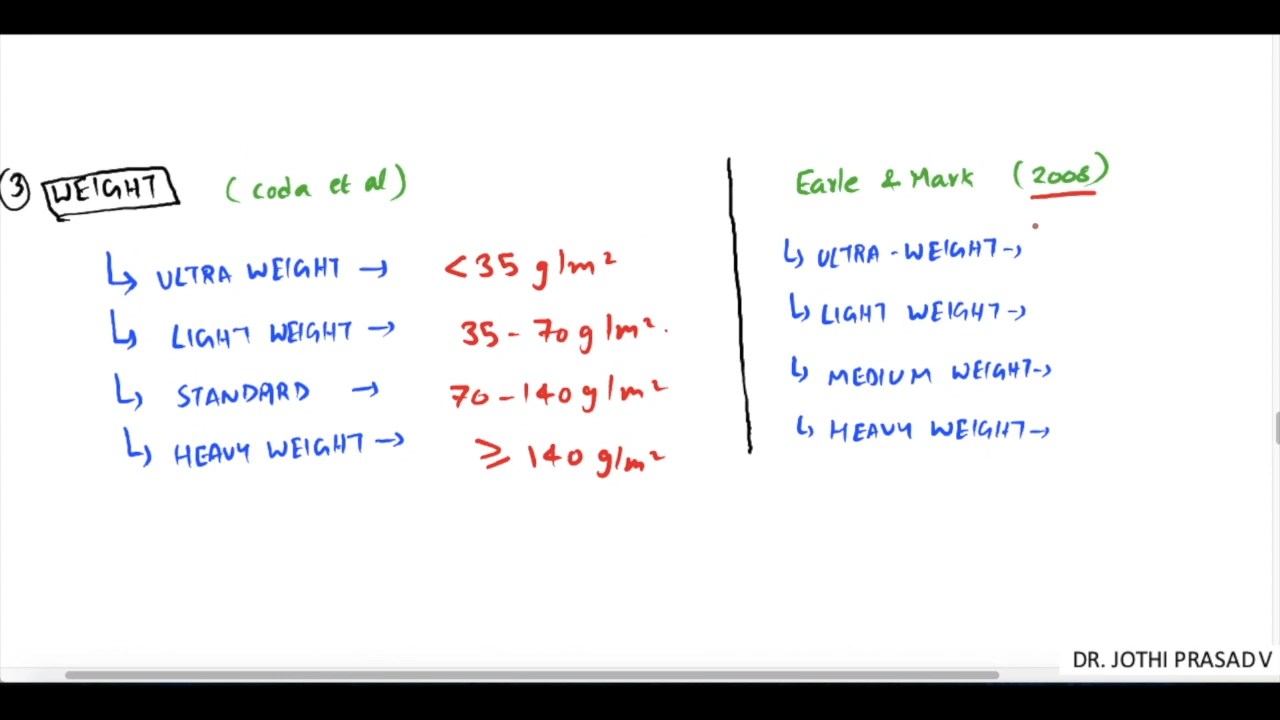 ③ WEIGHT (Coda et al)
↳ ULTRA WEIGHT → <35 g/m²
↳ LIGHT WEIGHT → 35-70 g/m².
↳ STANDARD → 70-140 g/m²
↳ HEAVY WEIGHT → ≥ 140 g/m²
Earle & Mark (2008)
↳ ULTRA-WEIGHT →
↳ LIGHT WEIGHT →
↳ MEDIUM WEIGHT →
↳ HEAVY WEIGHT →
DR. JOTHI PRASAD V